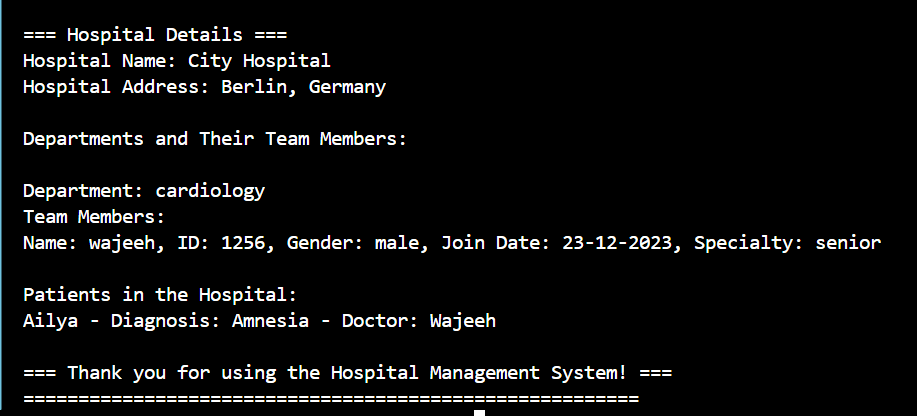 === Hospital Details ===
Hospital Name: City Hospital
Hospital Address: Berlin, Germany
Departments and Their Team Members:
Department: cardiology
Team Members:
Name: wajeeh, ID: 1256, Gender: male, Join Date: 23-12-2023, Specialty: senior
Patients in the Hospital:
Ailya - Diagnosis: Amnesia - Doctor: Wajeeh
=== Thank you for using the Hospital Management System! ===
========================================================